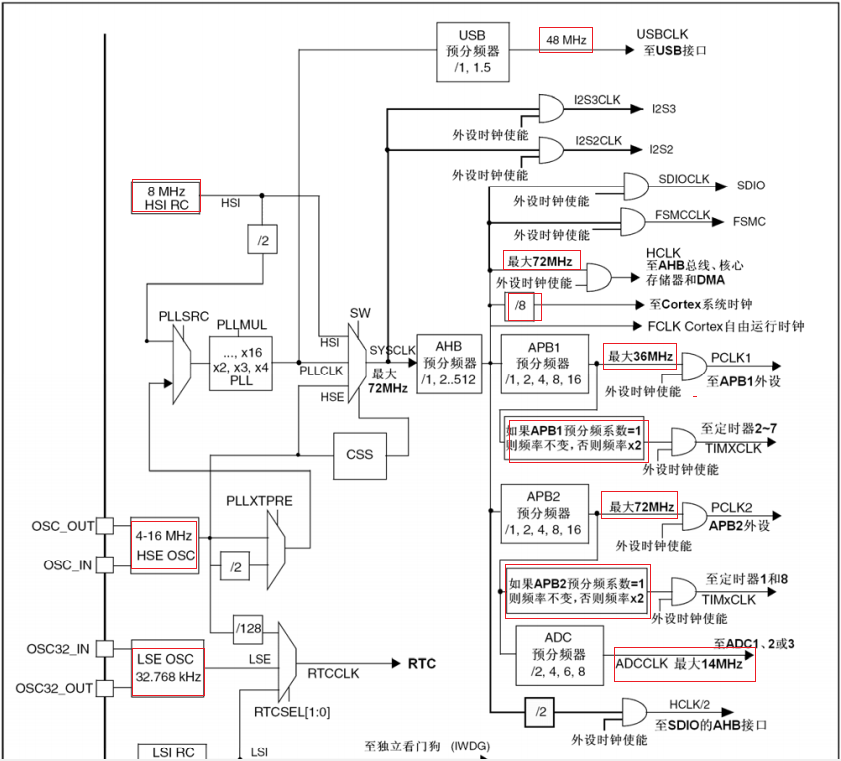 USB
预分频器
/1, 1.5
48 MHz
USBCLK
至USB接口
I2S3CLK
I2S3
外设时钟使能
I2S2CLK
I2S2
外设时钟使能
SDIOCLK
SDIO
外设时钟使能
FSMCCLK
FSMC
外设时钟使能
8 MHz
HSI RC
HSI
/2
最大72MHz
外设时钟使能
HCLK
至AHB总线、核心
存储器和DMA
/8
至Cortex系统时钟
FCLK Cortex自由运行时钟
PLLSRC
PLLMUL
..., x16
x2, x3, x4
PLL
SW
HSI
PLLCLK
HSE
SYSCLK
最大
72MHz
AHB
预分频器
/1, 2..512
APB1
预分频器
/1, 2, 4, 8, 16
最大36MHz
外设时钟使能
PCLK1
至APB1外设
如果APB1预分频系数=1
则频率不变，否则频率x2
外设时钟使能
至定时器2~7
TIMXCLK
CSS
APB2
预分频器
/1, 2, 4, 8, 16
最大72MHz
外设时钟使能
PCLK2
APB2外设
PLLXTPRE
OSC_OUT
OSC_IN
4-16 MHz
HSE OSC
/2
如果APB2预分频系数=1
则频率不变，否则频率x2
外设时钟使能
至定时器1和8
TIMxCLK
/128
OSC32_IN
OSC32_OUT
LSE OSC
32.768 kHz
LSE
RTCCLK
RTC
RTCSEL[1:0]
ADC
预分频器
/2, 4, 6, 8
至ADC1、2或3
ADCCLK 最大14MHz
/2
HCLK/2
至SDIO的AHB接口
外设时钟使能
LSI RC
LSI
至独立看门狗 (IWDG)